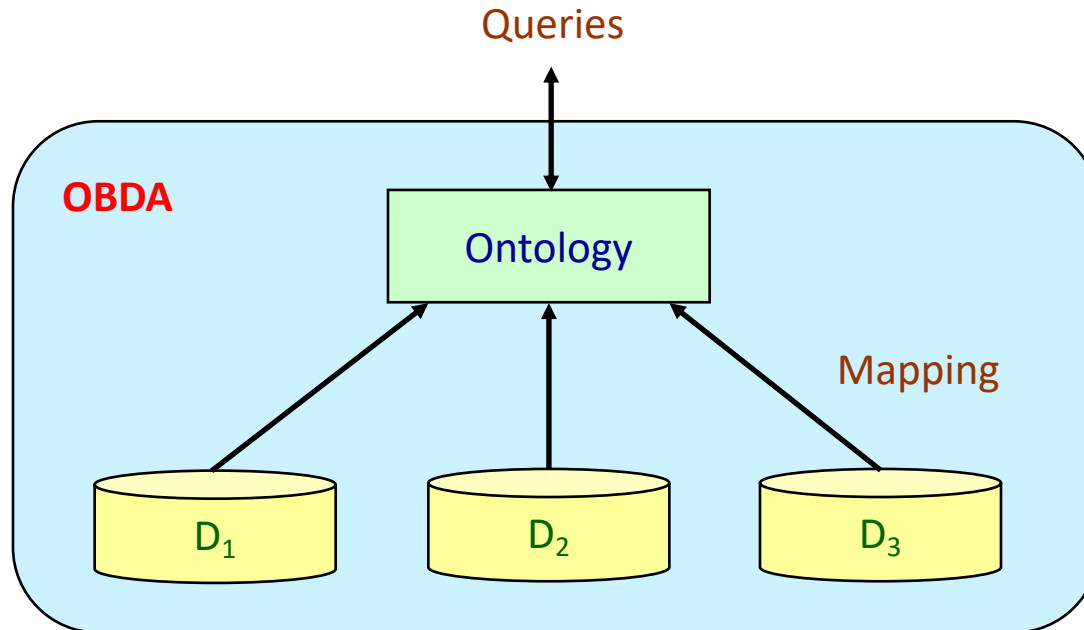 Queries
OBDA
Ontology
Mapping
D₁
D₂
D₃